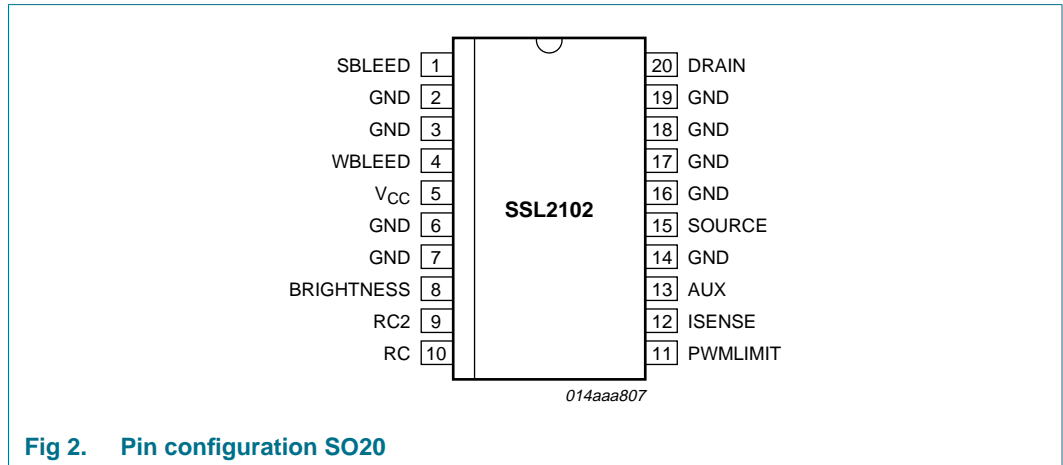 SBLEED 1
GND 2
GND 3
WBLEED 4
VCC 5
GND 6
GND 7
BRIGHTNESS 8
RC2 9
RC 10
SSL2102
20 DRAIN
19 GND
18 GND
17 GND
16 GND
15 SOURCE
14 GND
13 AUX
12 ISENSE
11 PWMLIMIT
014aaa807
Fig 2. Pin configuration SO20